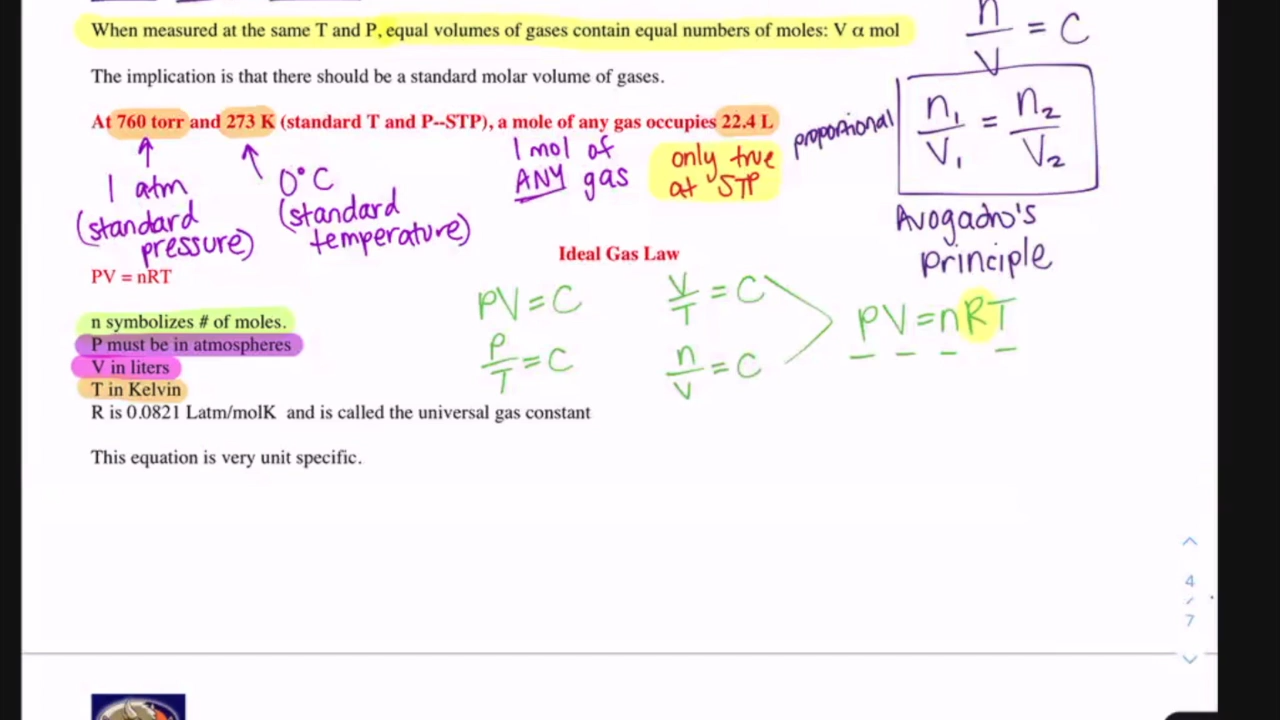 When measured at the same T and P, equal volumes of gases contain equal numbers of moles: V α mol
n/V = C
The implication is that there should be a standard molar volume of gases.
At 760 torr and 273 K (standard T and P--STP), a mole of any gas occupies 22.4 L
proportional
n₁/V₁ = n₂/V₂
Avogadro's
principle
1 atm
(standard
pressure)
0°C
(standard
temperature)
1 mol of
ANY gas
only true
at STP
Ideal Gas Law
PV = nRT
PV = C
V/T = C
P/T = C
n/V = C
PV = nRT
n symbolizes # of moles.
P must be in atmospheres
V in liters
T in Kelvin
R is 0.0821 Latm/molK and is called the universal gas constant
This equation is very unit specific.
4
/
7